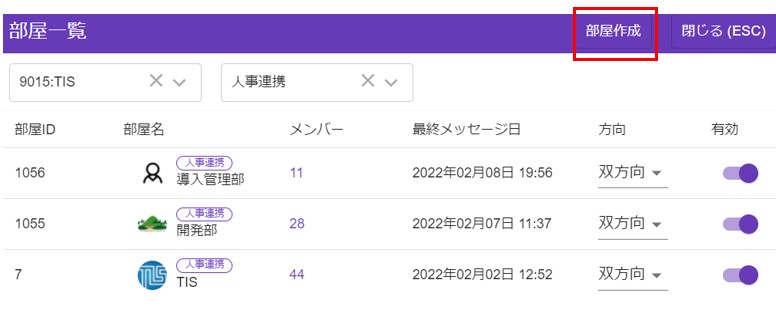 部屋一覧 部屋作成 閉じる (ESC)
9015:TIS 人事連携
部屋ID 部屋名 メンバー 最終メッセージ日 方向 有効
人事連携
1056 導入管理部 11 2022年02月08日 19:56 双方向
人事連携
1055 開発部 28 2022年02月07日 11:37 双方向
人事連携
7 TIS 44 2022年02月02日 12:52 双方向